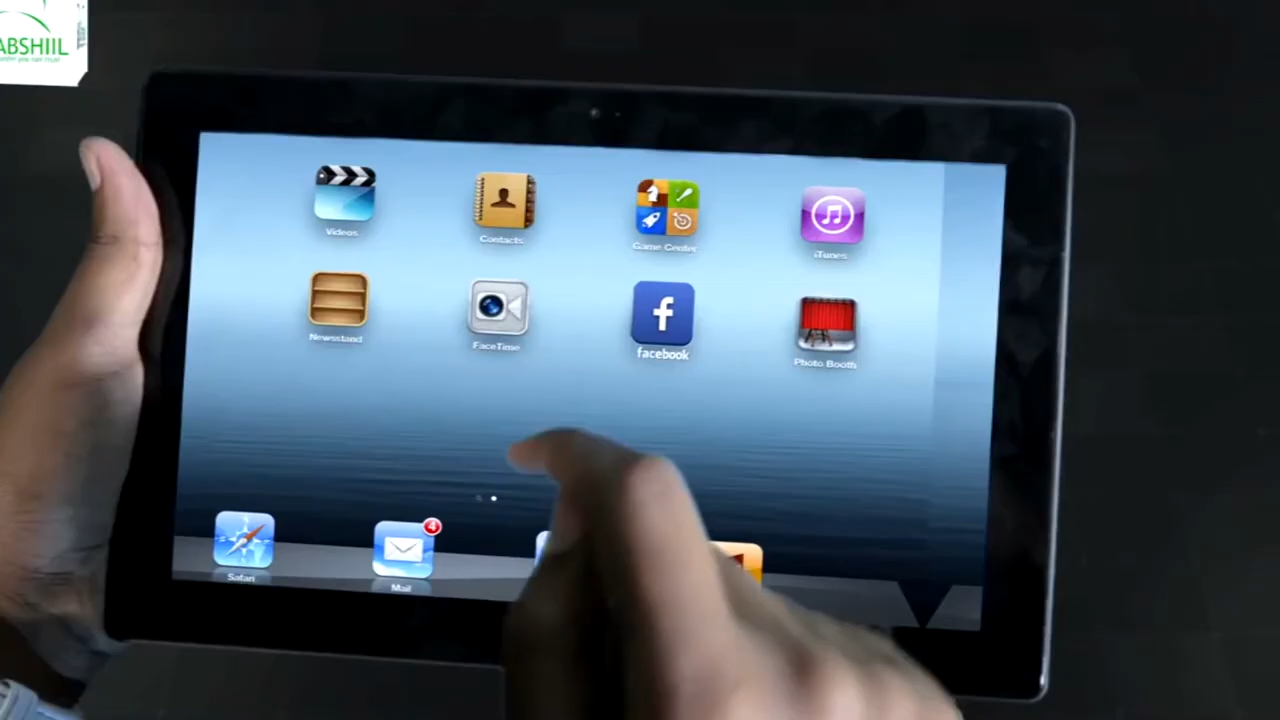 ABSHIIL
Videos
Contacts
Game Center
iTunes
Newsstand
FaceTime
f
facebook
Photo Booth
4
Safari
Mail